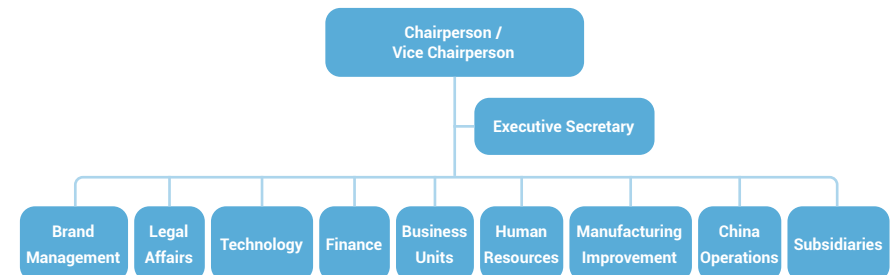 Chairperson /
Vice Chairperson
Executive Secretary
Brand
Management
Legal
Affairs
Technology
Finance
Business
Units
Human
Resources
Manufacturing
Improvement
China
Operations
Subsidiaries